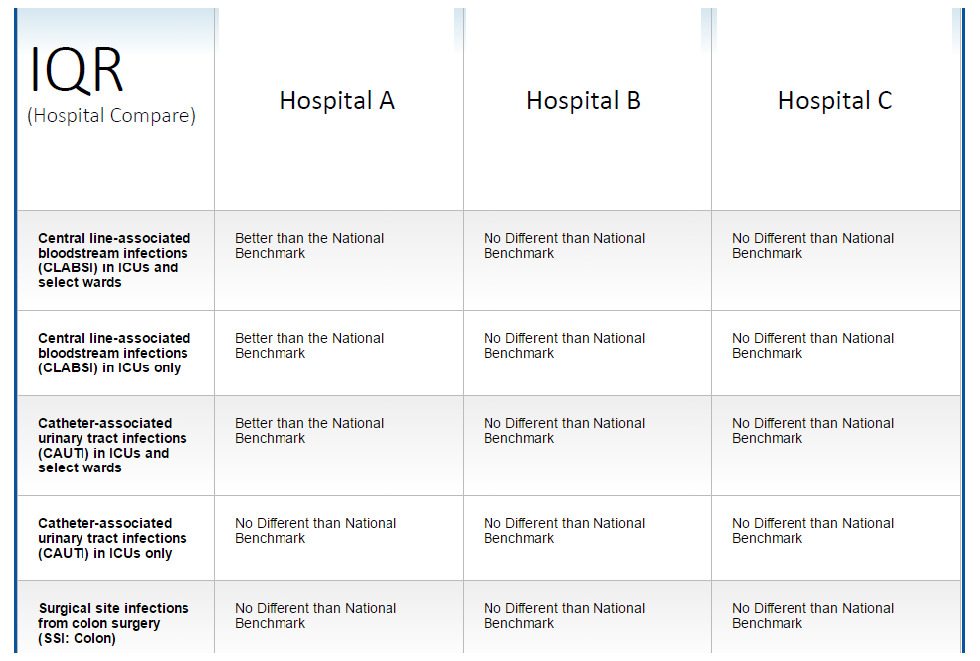 IQR
(Hospital Compare)
Hospital A
Hospital B
Hospital C
Central line-associated
bloodstream infections
(CLABSI) in ICUs and
select wards
Better than the National
Benchmark
No Different than National
Benchmark
No Different than National
Benchmark
Central line-associated
bloodstream infections
(CLABSI) in ICUs only
Better than the National
Benchmark
No Different than National
Benchmark
No Different than National
Benchmark
Catheter-associated
urinary tract infections
(CAUTI) in ICUs and
select wards
Better than the National
Benchmark
No Different than National
Benchmark
No Different than National
Benchmark
Catheter-associated
urinary tract infections
(CAUTI) in ICUs only
No Different than National
Benchmark
No Different than National
Benchmark
No Different than National
Benchmark
Surgical site infections
from colon surgery
(SSI: Colon)
No Different than National
Benchmark
No Different than National
Benchmark
No Different than National
Benchmark